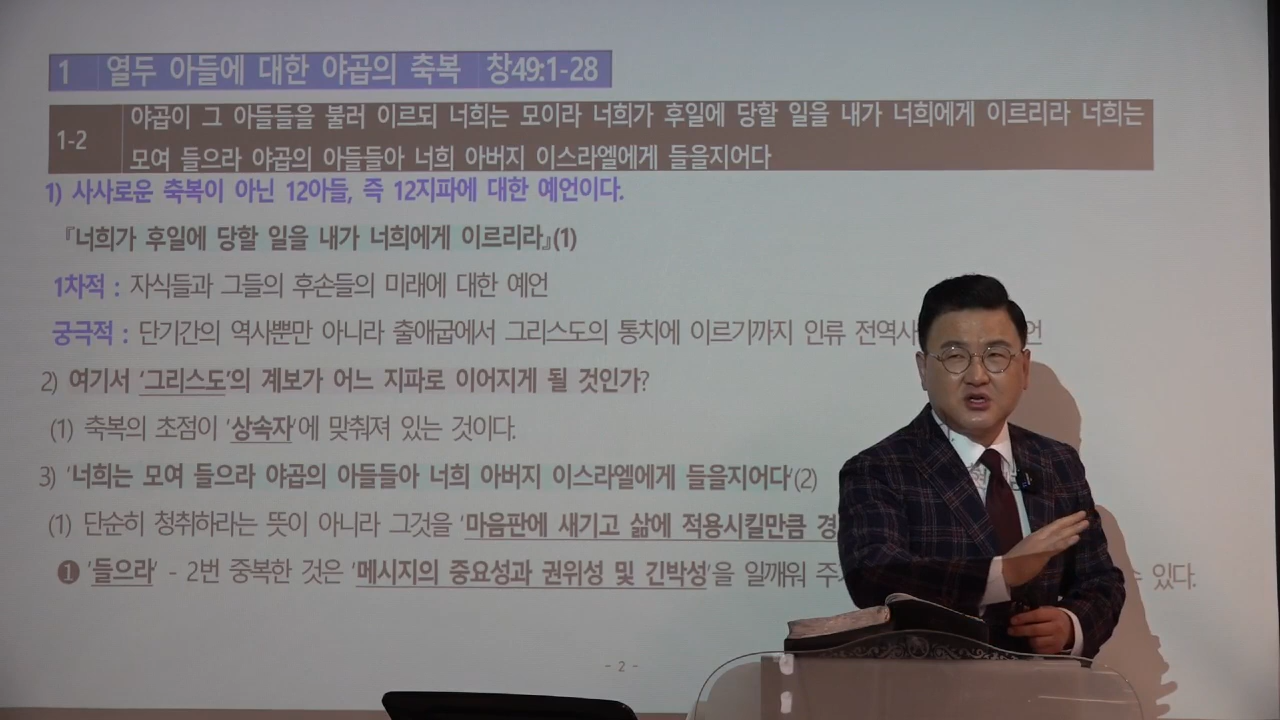 1 열두 아들에 대한 야곱의 축복 창49:1-28
1-2 야곱이 그 아들들을 불러 이르되 너희는 모이라 너희가 후일에 당할 일을 내가 너희에게 이르리라 너희는
모여 들으라 야곱의 아들들아 너희 아버지 이스라엘에게 들을지어다
1) 사사로운 축복이 아닌 12아들, 즉 12지파에 대한 예언이다.
『너희가 후일에 당할 일을 내가 너희에게 이르리라』(1)
1차적 : 자식들과 그들의 후손들의 미래에 대한 예언
궁극적 : 단기간의 역사뿐만 아니라 출애굽에서 그리스도의 통치에 이르기까지 인류 전역사 언
2) 여기서 '그리스도'의 계보가 어느 지파로 이어지게 될 것인가?
(1) 축복의 초점이 '상속자'에 맞춰져 있는 것이다.
3) '너희는 모여 들으라 야곱의 아들들아 너희 아버지 이스라엘에게 들을지어다'(2)
(1) 단순히 청취하라는 뜻이 아니라 그것을 '마음판에 새기고 삶에 적용시킬만큼 경
❶ '들으라' - 2번 중복한 것은 '메시지의 중요성과 권위성 및 긴박성'을 일깨워 주 있다.
- 2 -